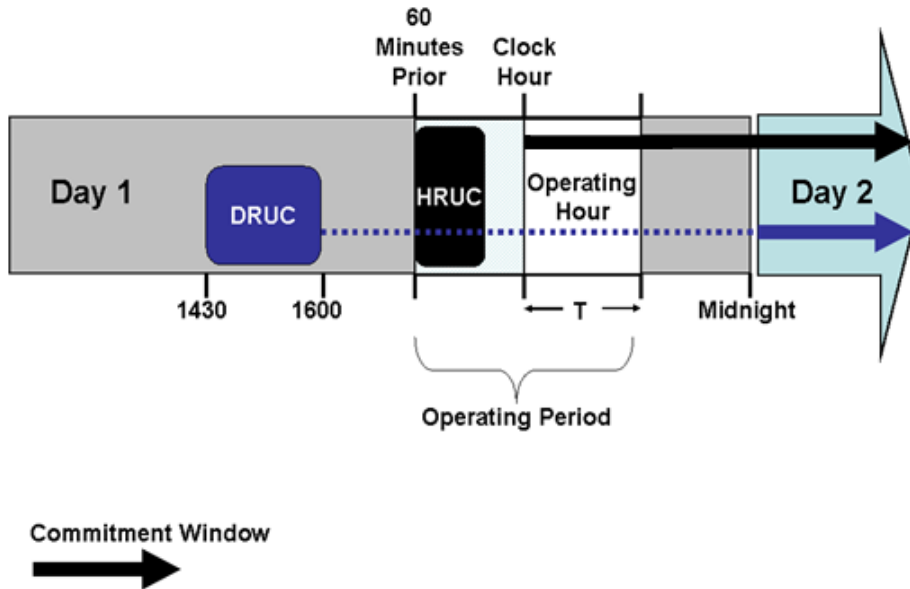 60
Minutes
Prior
Clock
Hour
Day 1
DRUC
HRUC
Operating
Hour
Day 2
1430
1600
T
Midnight
Operating Period
Commitment Window